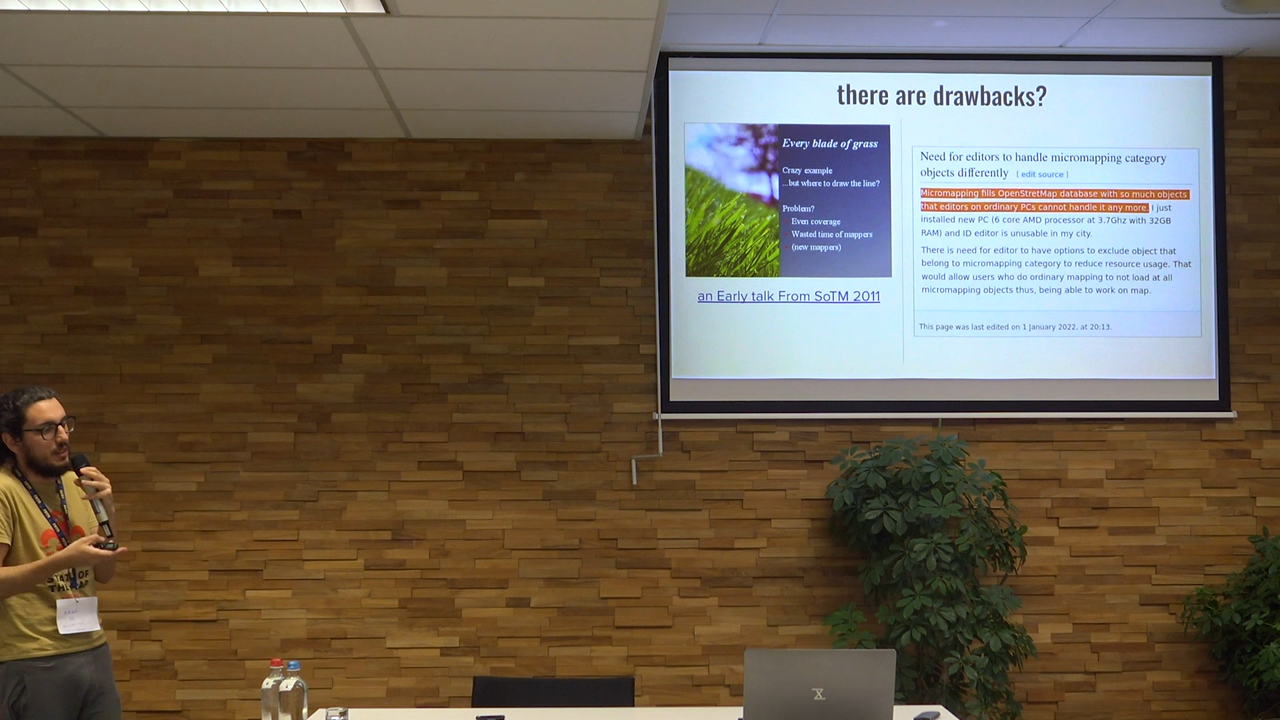 there are drawbacks?
Every blade of grass
Crazy example
...but where to draw the line?
Problem?
Even coverage
Wasted time of mappers
(new mappers)
an Early talk From SoTM 2011
Need for editors to handle micromapping category
objects differently [ edit source ]
Micromapping fills OpenStretMap database with so much objects
that editors on ordinary PCs cannot handle it any more. I just
installed new PC (6 core AMD processor at 3.7Ghz with 32GB
RAM) and ID editor is unusable in my city.
There is need for editor to have options to exclude object that
belong to micromapping category to reduce resource usage. That
would allow users who do ordinary mapping to not load at all
micromapping objects thus, being able to work on map.
This page was last edited on 1 January 2022, at 20:13.
STATE OF
THE MAP
X